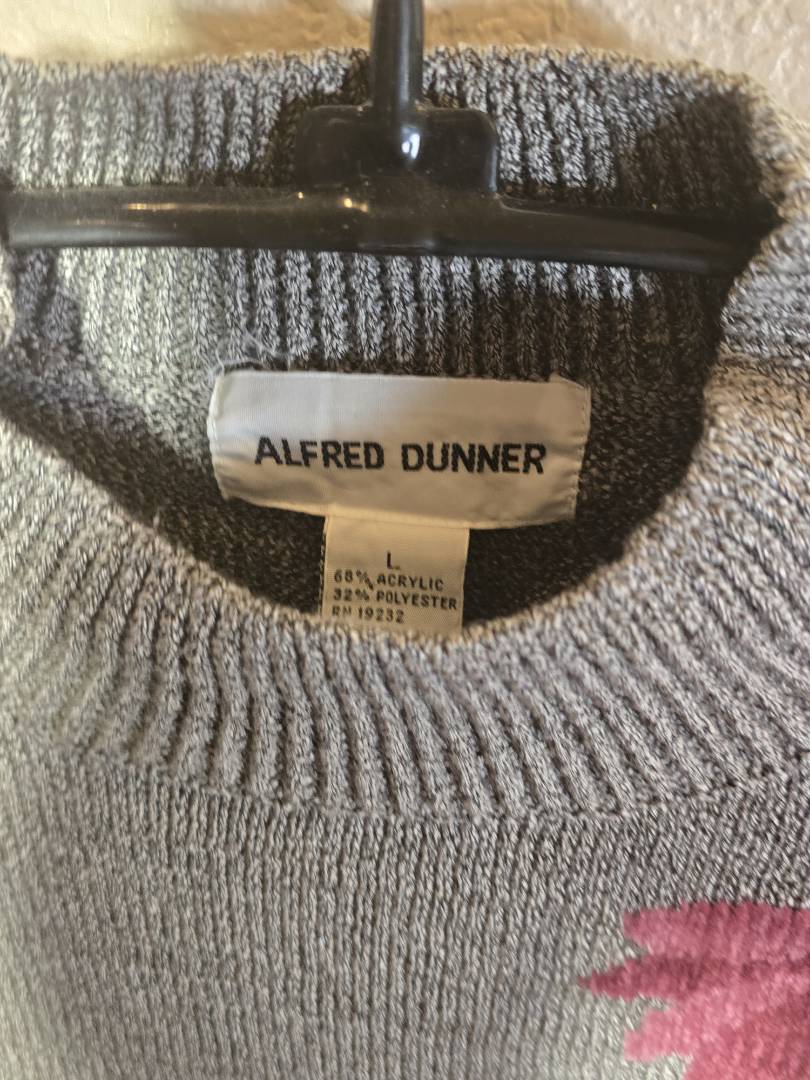 ALFRED DUNNER
L
68% ACRYLIC
32% POLYESTER
RN 19232